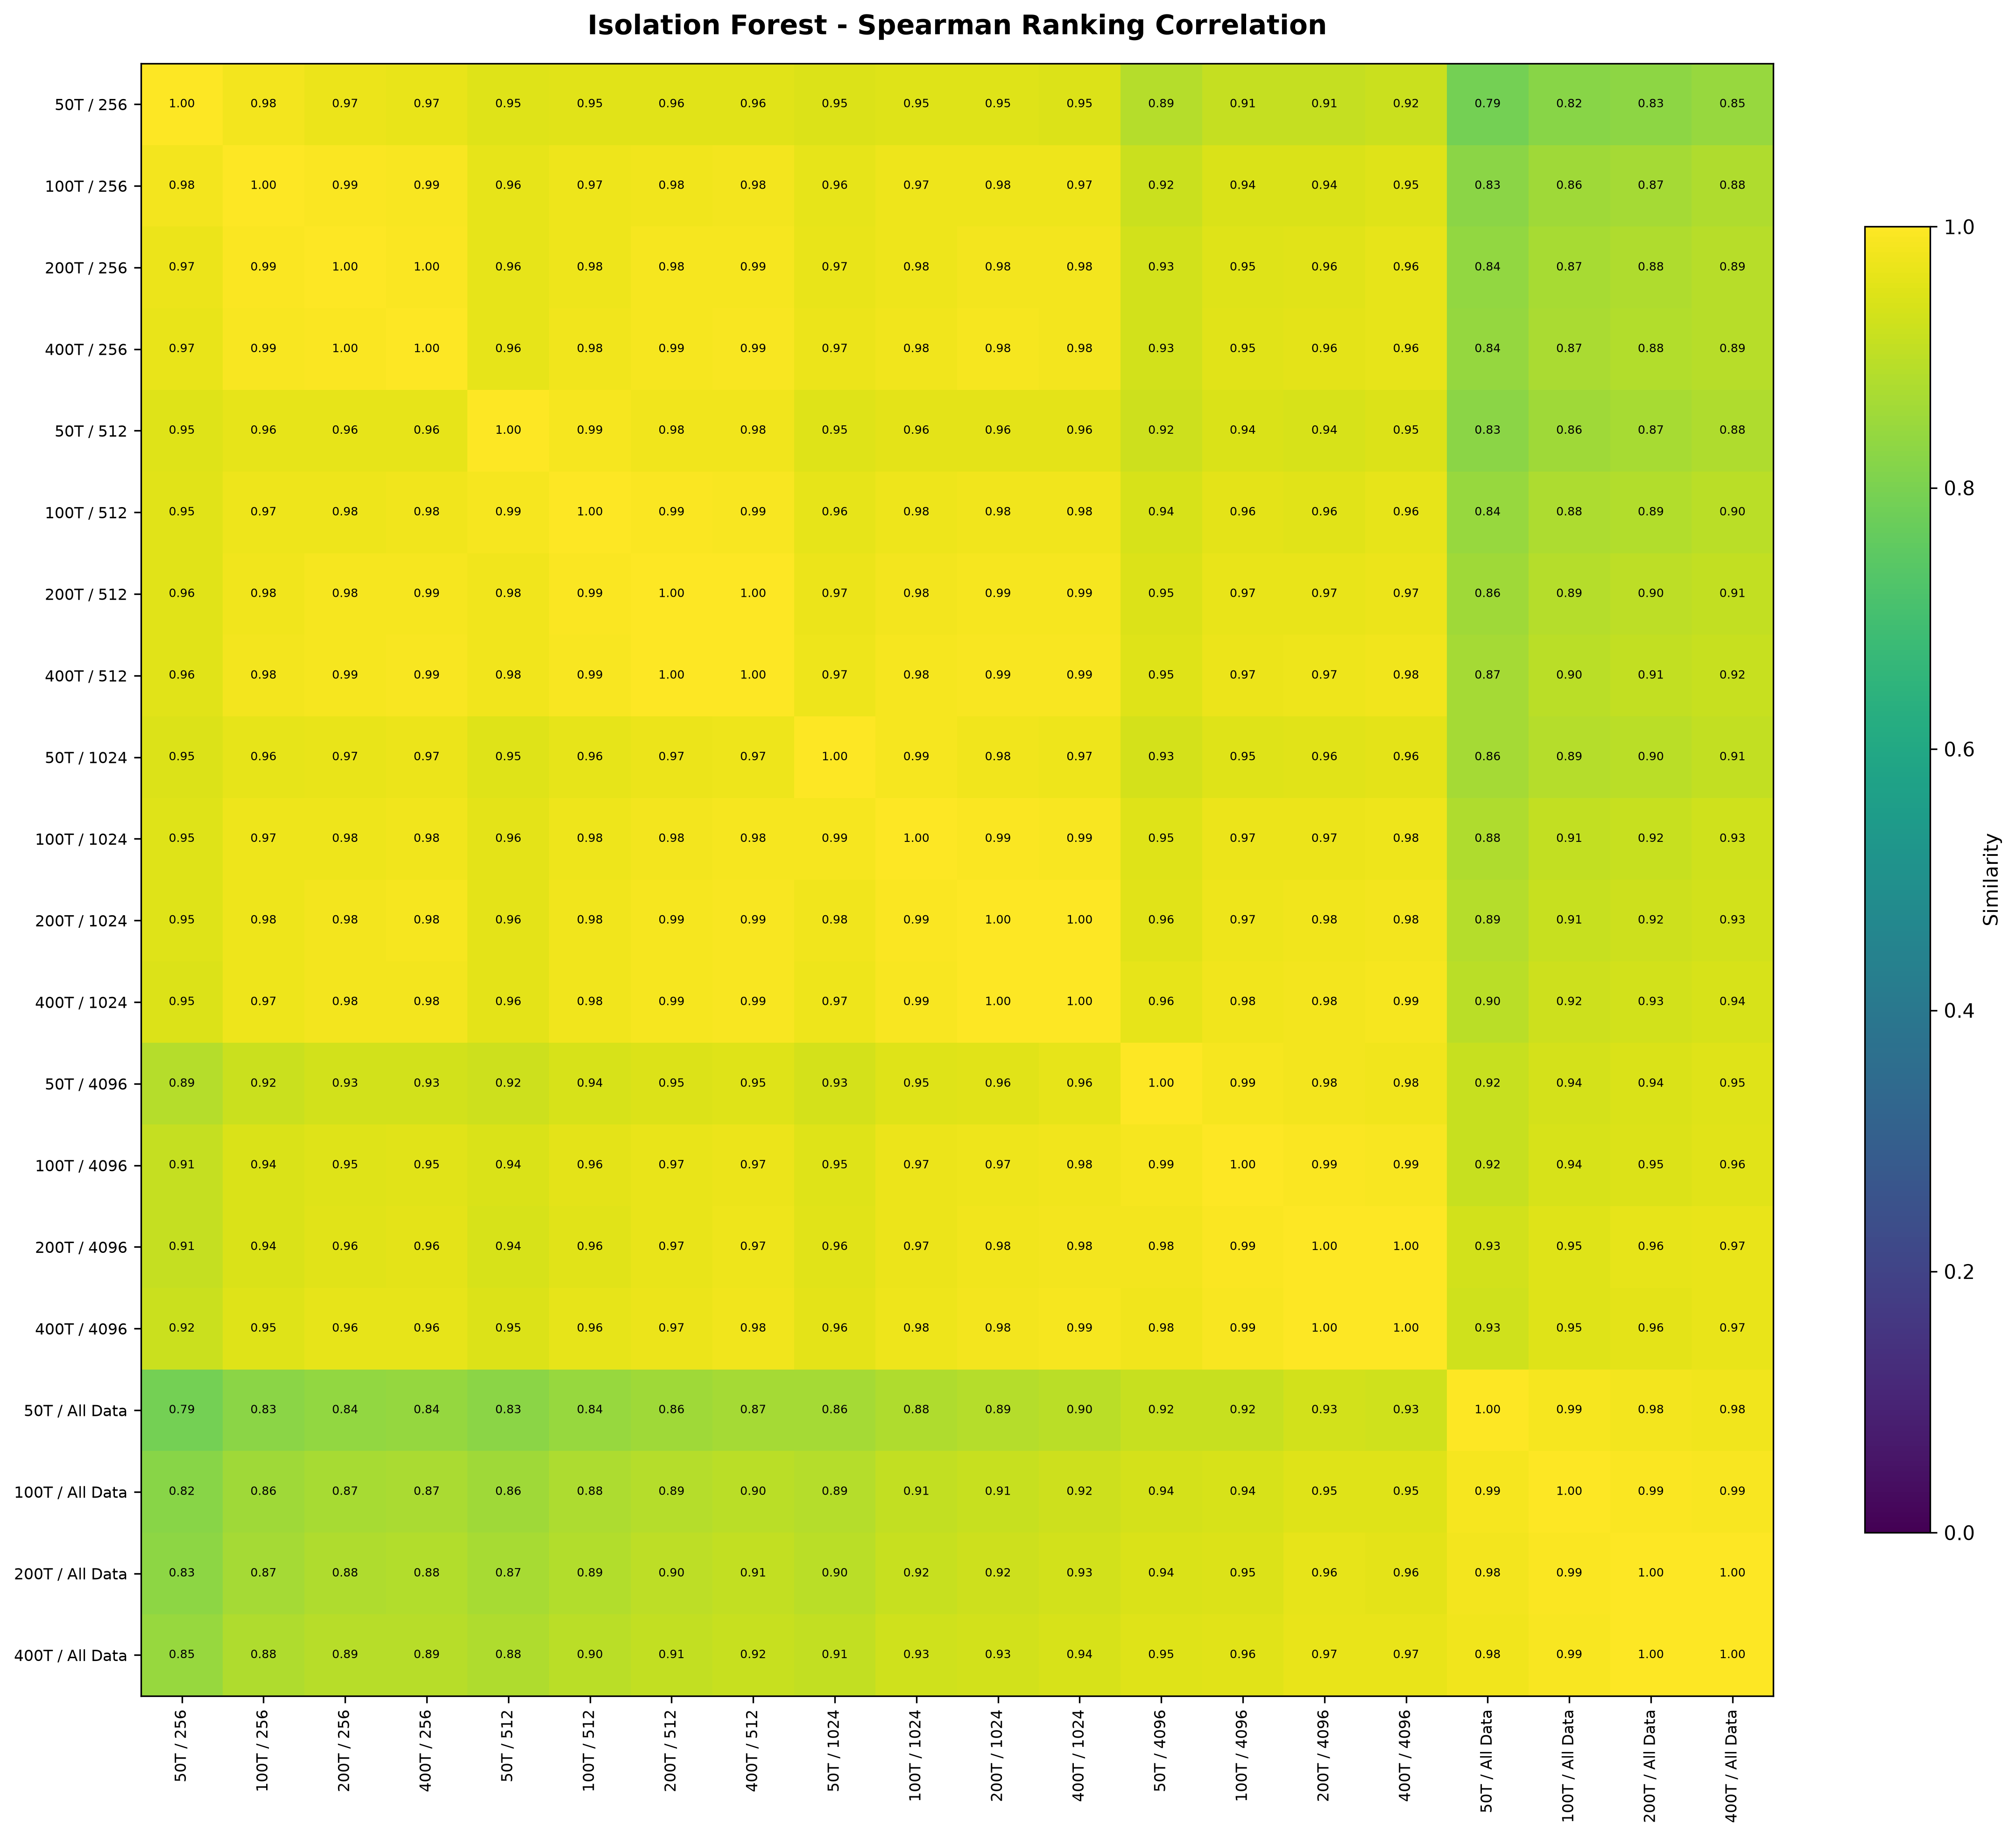 Isolation Forest - Spearman Ranking Correlation
50T / 256 1.00 0.98 0.97 0.97 0.95 0.95 0.96 0.96 0.95 0.95 0.95 0.95 0.89 0.91 0.91 0.92 0.79 0.82 0.83 0.85
100T / 256 0.98 1.00 0.99 0.99 0.96 0.97 0.98 0.98 0.96 0.97 0.98 0.97 0.92 0.94 0.94 0.95 0.83 0.86 0.87 0.88
200T / 256 0.97 0.99 1.00 1.00 0.96 0.98 0.98 0.99 0.97 0.98 0.98 0.98 0.93 0.95 0.96 0.96 0.84 0.87 0.88 0.89
400T / 256 0.97 0.99 1.00 1.00 0.96 0.98 0.99 0.99 0.97 0.98 0.98 0.98 0.93 0.95 0.96 0.96 0.84 0.87 0.88 0.89
50T / 512 0.95 0.96 0.96 0.96 1.00 0.99 0.98 0.98 0.95 0.96 0.96 0.96 0.92 0.94 0.94 0.95 0.83 0.86 0.87 0.88
100T / 512 0.95 0.97 0.98 0.98 0.99 1.00 0.99 0.99 0.96 0.98 0.98 0.98 0.94 0.96 0.96 0.96 0.84 0.88 0.89 0.90
200T / 512 0.96 0.98 0.98 0.99 0.98 0.99 1.00 1.00 0.97 0.98 0.99 0.99 0.95 0.97 0.97 0.97 0.86 0.89 0.90 0.91
400T / 512 0.96 0.98 0.99 0.99 0.98 0.99 1.00 1.00 0.97 0.98 0.99 0.99 0.95 0.97 0.97 0.98 0.87 0.90 0.91 0.92
50T / 1024 0.95 0.96 0.97 0.97 0.95 0.96 0.97 0.97 1.00 0.99 0.98 0.97 0.93 0.95 0.96 0.96 0.86 0.89 0.90 0.91
100T / 1024 0.95 0.97 0.98 0.98 0.96 0.98 0.98 0.98 0.99 1.00 0.99 0.99 0.95 0.97 0.97 0.98 0.88 0.91 0.92 0.93
200T / 1024 0.95 0.98 0.98 0.98 0.96 0.98 0.99 0.99 0.98 0.99 1.00 1.00 0.96 0.97 0.98 0.98 0.89 0.91 0.92 0.93
400T / 1024 0.95 0.97 0.98 0.98 0.96 0.98 0.99 0.99 0.97 0.99 1.00 1.00 0.96 0.98 0.98 0.99 0.90 0.92 0.93 0.94
50T / 4096 0.89 0.92 0.93 0.93 0.92 0.94 0.95 0.95 0.93 0.95 0.96 0.96 1.00 0.99 0.98 0.98 0.92 0.94 0.94 0.95
100T / 4096 0.91 0.94 0.95 0.95 0.94 0.96 0.97 0.97 0.95 0.97 0.97 0.98 0.99 1.00 0.99 0.99 0.92 0.94 0.95 0.96
200T / 4096 0.91 0.94 0.96 0.96 0.94 0.96 0.97 0.97 0.96 0.97 0.98 0.98 0.98 0.99 1.00 1.00 0.93 0.95 0.96 0.97
400T / 4096 0.92 0.95 0.96 0.96 0.95 0.96 0.97 0.98 0.96 0.98 0.98 0.99 0.98 0.99 1.00 1.00 0.93 0.95 0.96 0.97
50T / All Data 0.79 0.83 0.84 0.84 0.83 0.84 0.86 0.87 0.86 0.88 0.89 0.90 0.92 0.92 0.93 0.93 1.00 0.99 0.98 0.98
100T / All Data 0.82 0.86 0.87 0.87 0.86 0.88 0.89 0.90 0.89 0.91 0.91 0.92 0.94 0.94 0.95 0.95 0.99 1.00 0.99 0.99
200T / All Data 0.83 0.87 0.88 0.88 0.87 0.89 0.90 0.91 0.90 0.92 0.92 0.93 0.94 0.95 0.96 0.96 0.98 0.99 1.00 1.00
400T / All Data 0.85 0.88 0.89 0.89 0.88 0.90 0.91 0.92 0.91 0.93 0.93 0.94 0.95 0.96 0.97 0.97 0.98 0.99 1.00 1.00
50T / 256
100T / 256
200T / 256
400T / 256
50T / 512
100T / 512
200T / 512
400T / 512
50T / 1024
100T / 1024
200T / 1024
400T / 1024
50T / 4096
100T / 4096
200T / 4096
400T / 4096
50T / All Data
100T / All Data
200T / All Data
400T / All Data
1.0
0.8
0.6
0.4
0.2
0.0
Similarity